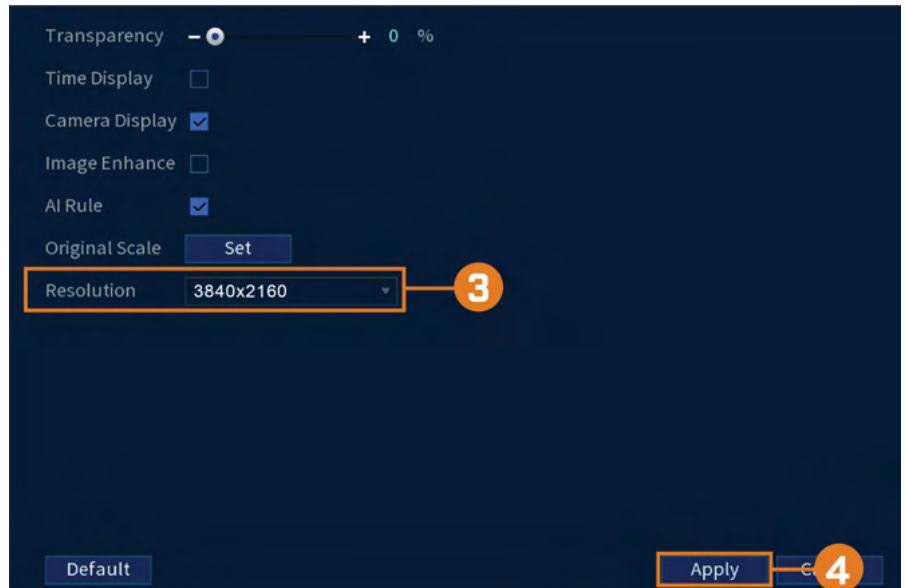 Transparency - + 0 %
Time Display
Camera Display
Image Enhance
AI Rule
Original Scale Set
Resolution 3840x2160 3
Default Apply 4